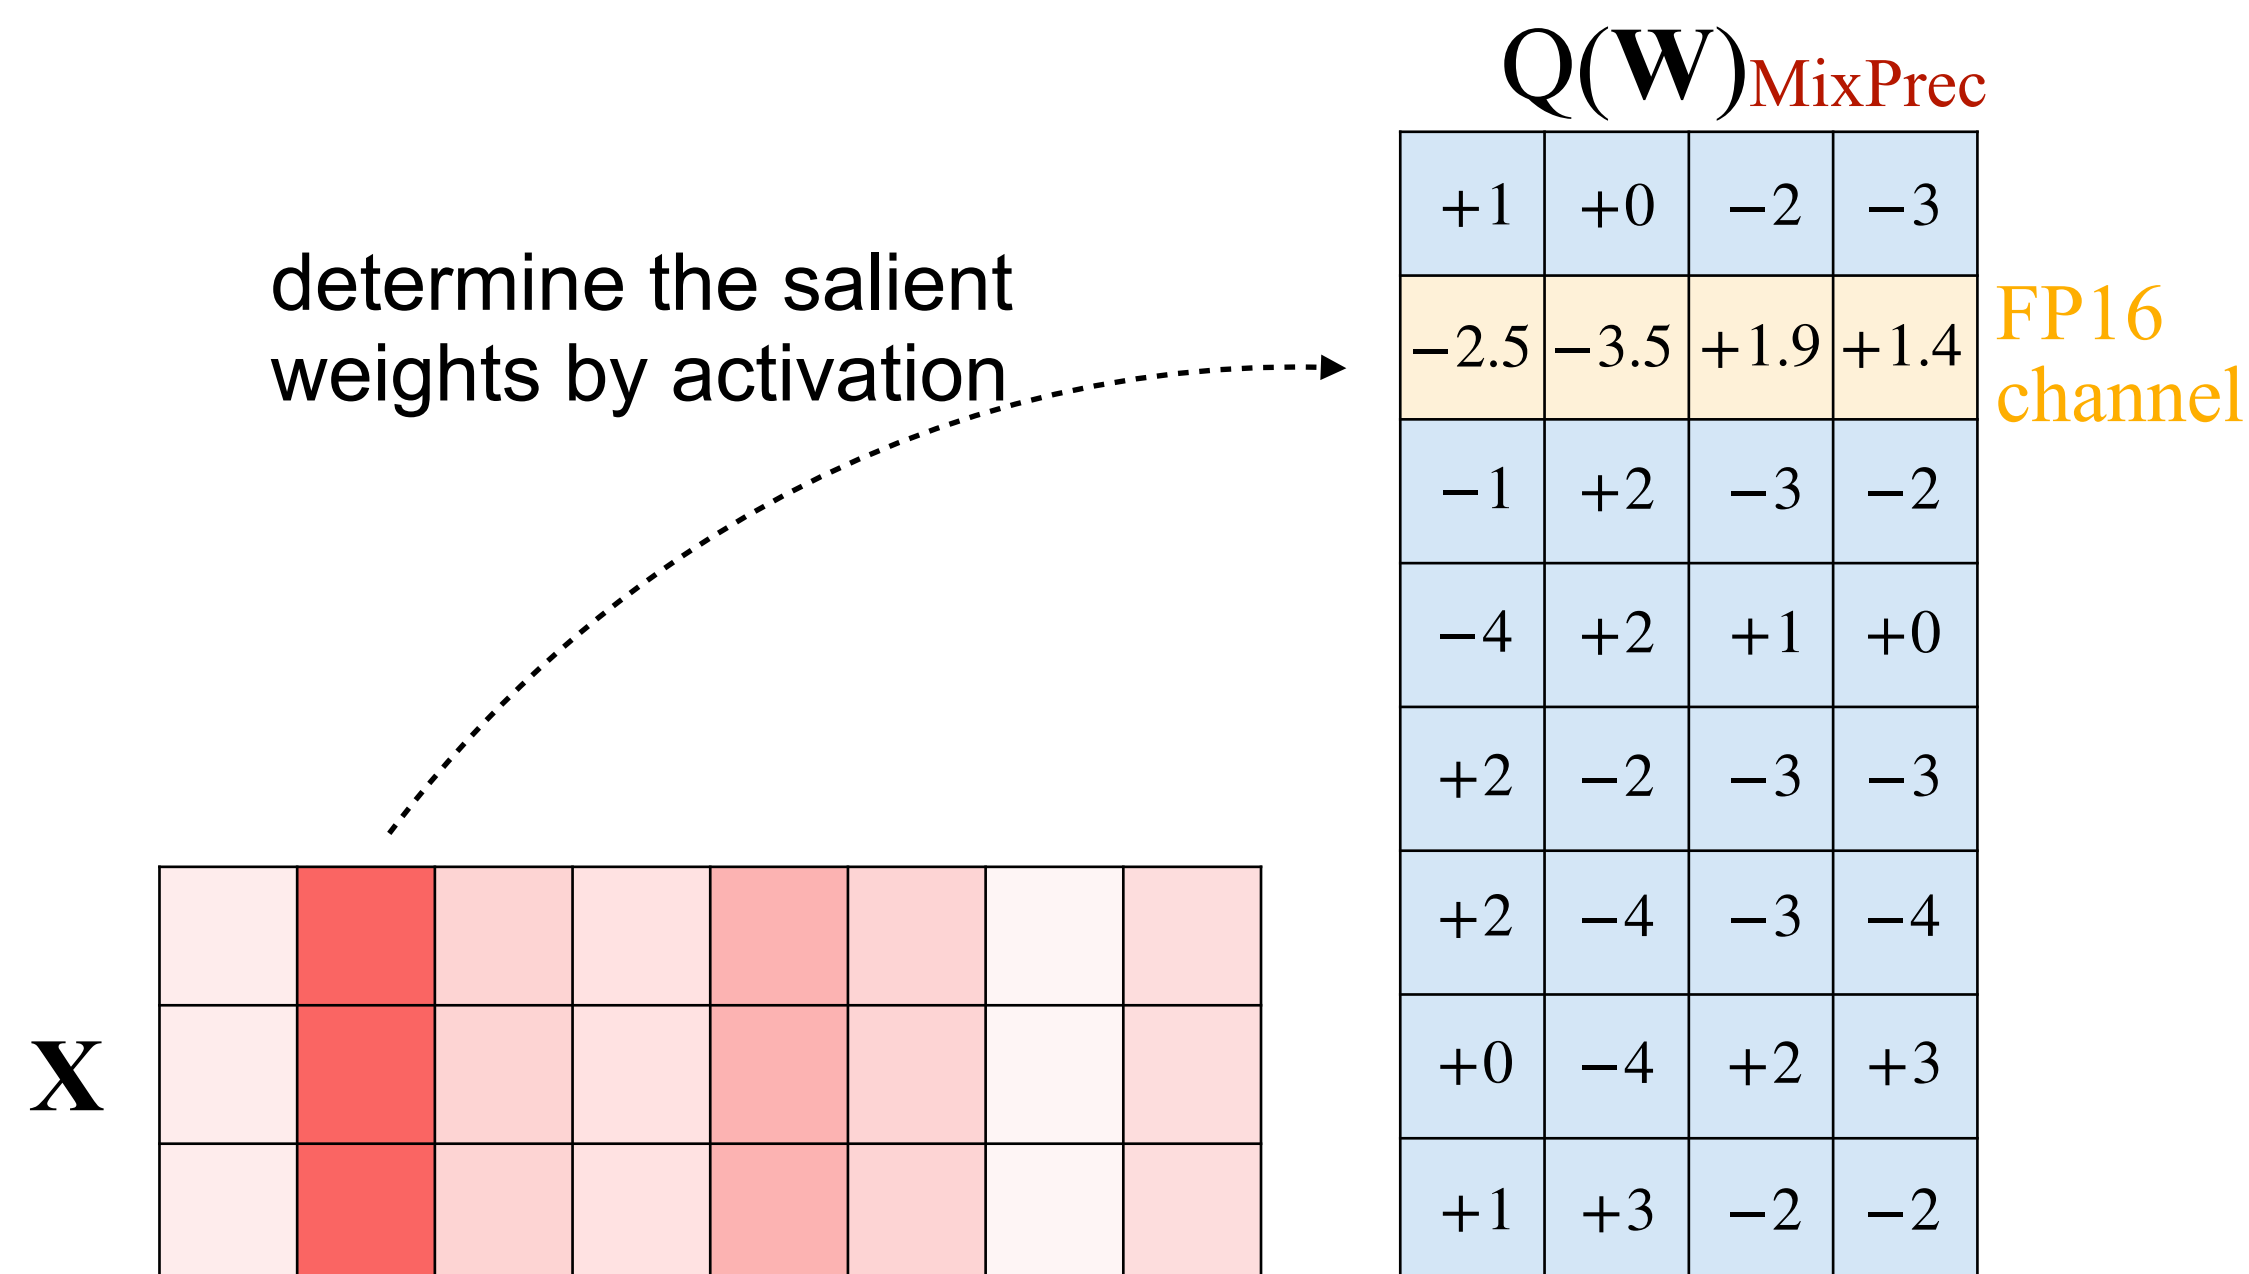 Q(W)MixPrec
determine the salient
weights by activation
+1 +0 −2 −3
−2.5 −3.5 +1.9 +1.4
FP16
channel
−1 +2 −3 −2
−4 +2 +1 +0
+2 −2 −3 −3
+2 −4 −3 −4
X
+0 −4 +2 +3
+1 +3 −2 −2